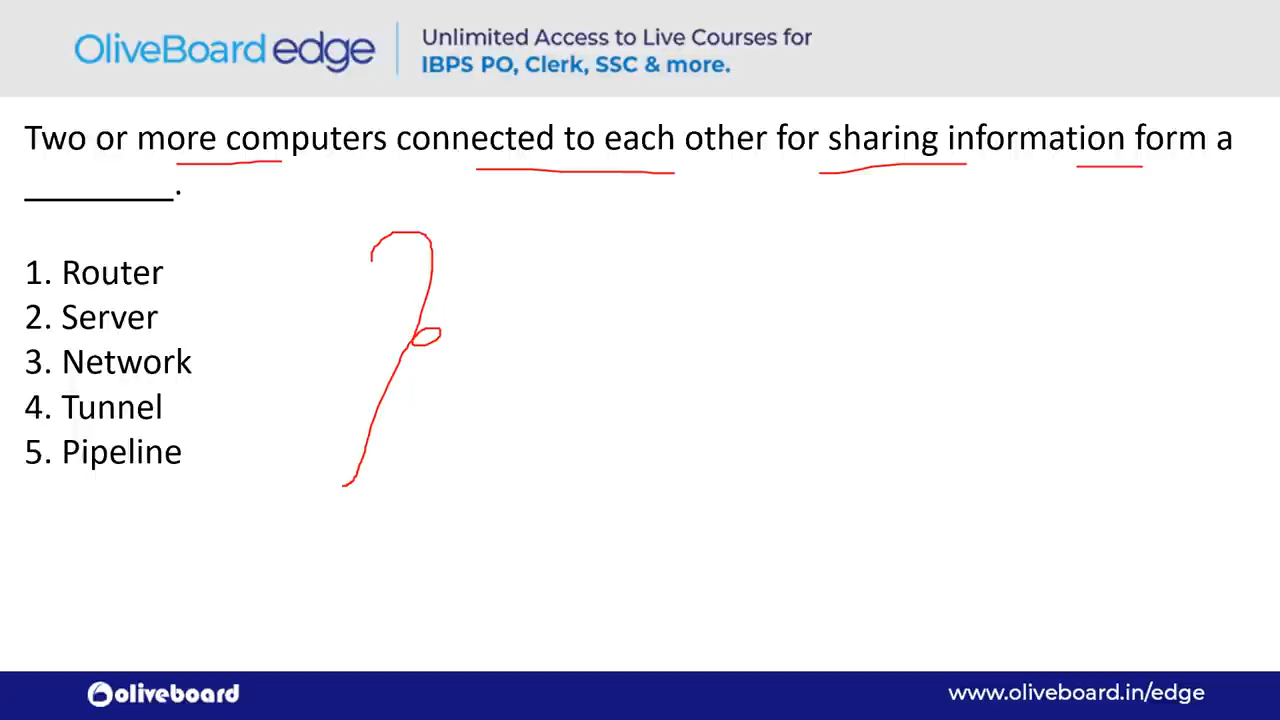 OliveBoard edge
Unlimited Access to Live Courses for
IBPS PO, Clerk, SSC & more.
Two or more computers connected to each other for sharing information form a
________.
1. Router
2. Server
3. Network
4. Tunnel
5. Pipeline
oliveboard
www.oliveboard.in/edge